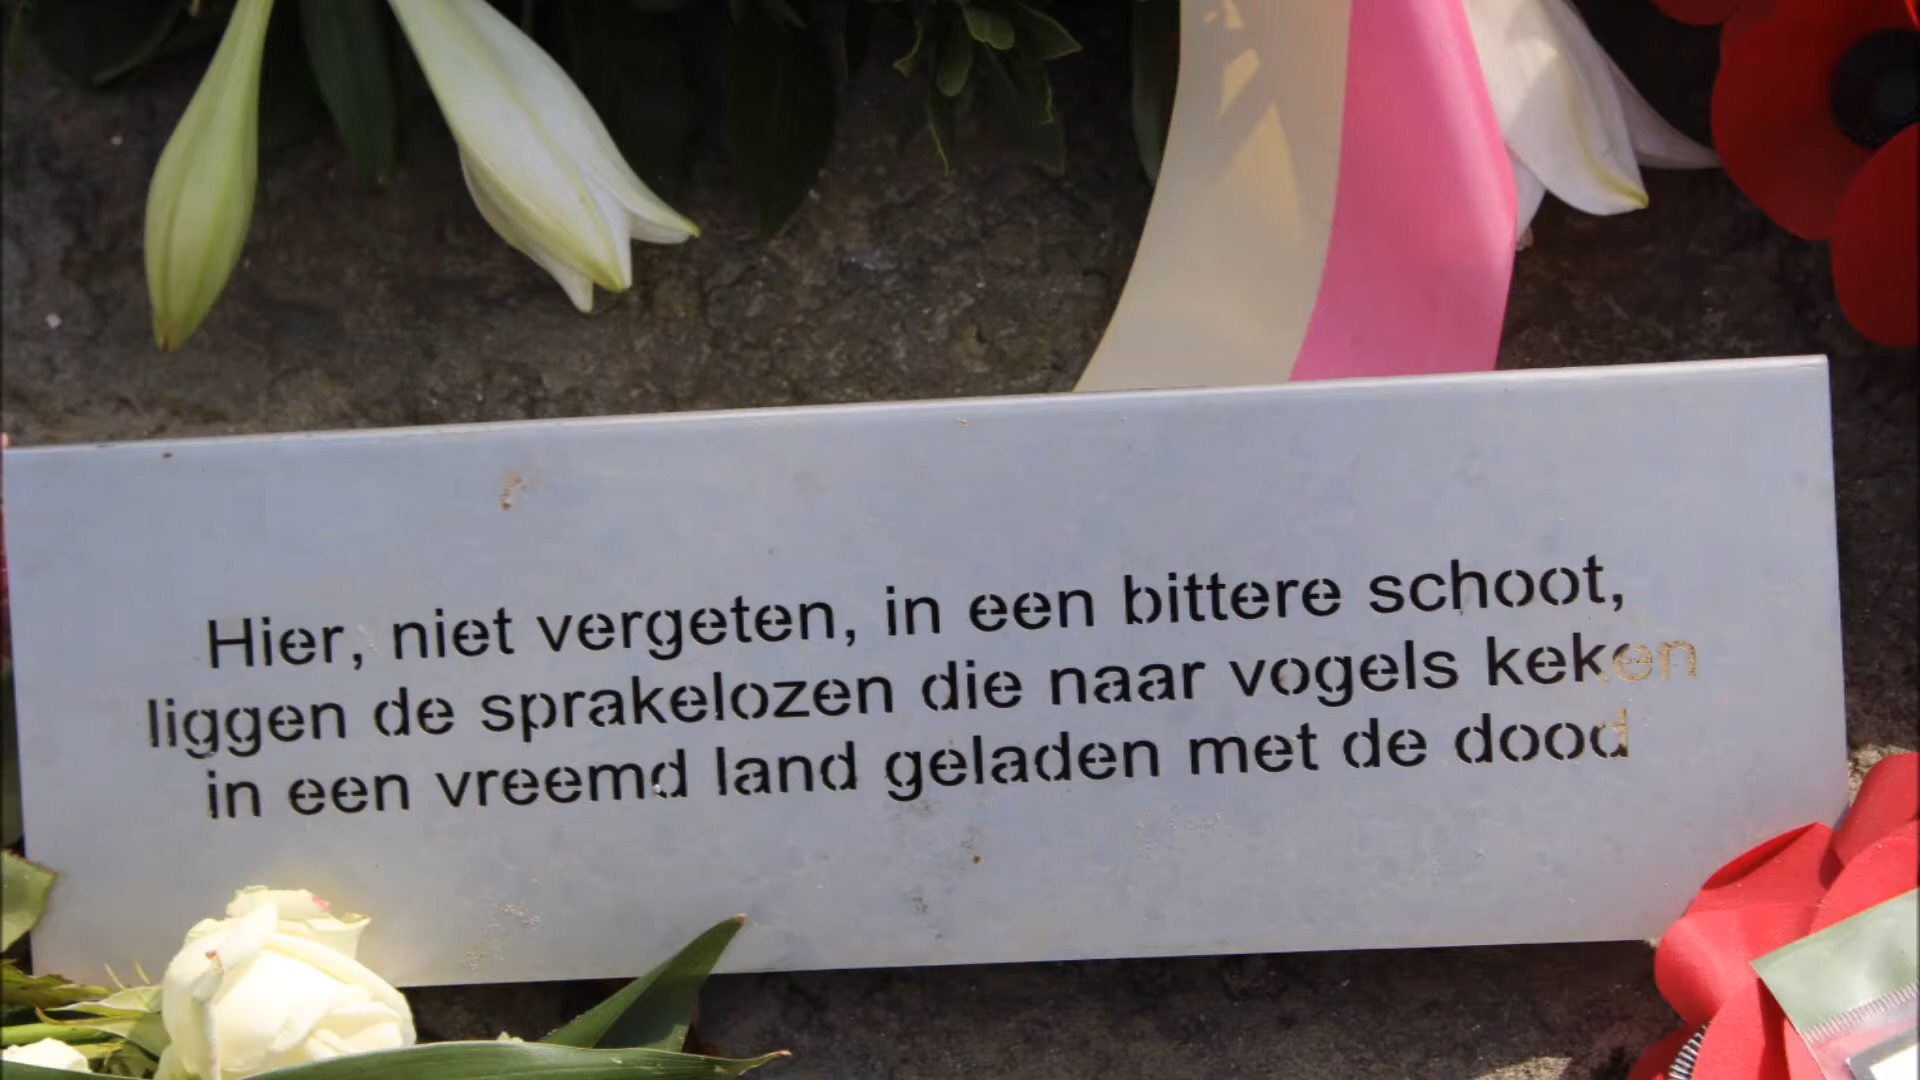 Hier, niet vergeten, in een bittere schoot,
liggen de sprakelozen die naar vogels keken
in een vreemd land geladen met de dood